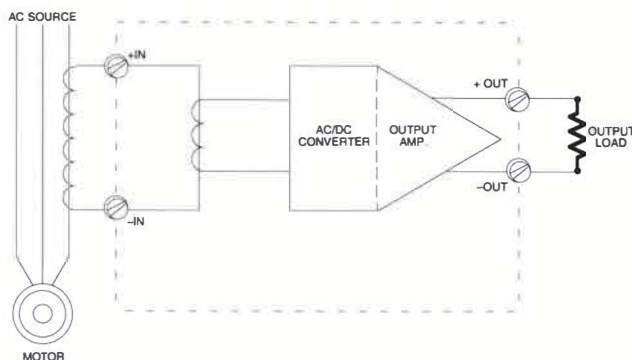 AC SOURCE
+IN
–IN
AC/DC
CONVERTER
OUTPUT
AMP
+ OUT
–OUT
OUTPUT
LOAD
MOTOR